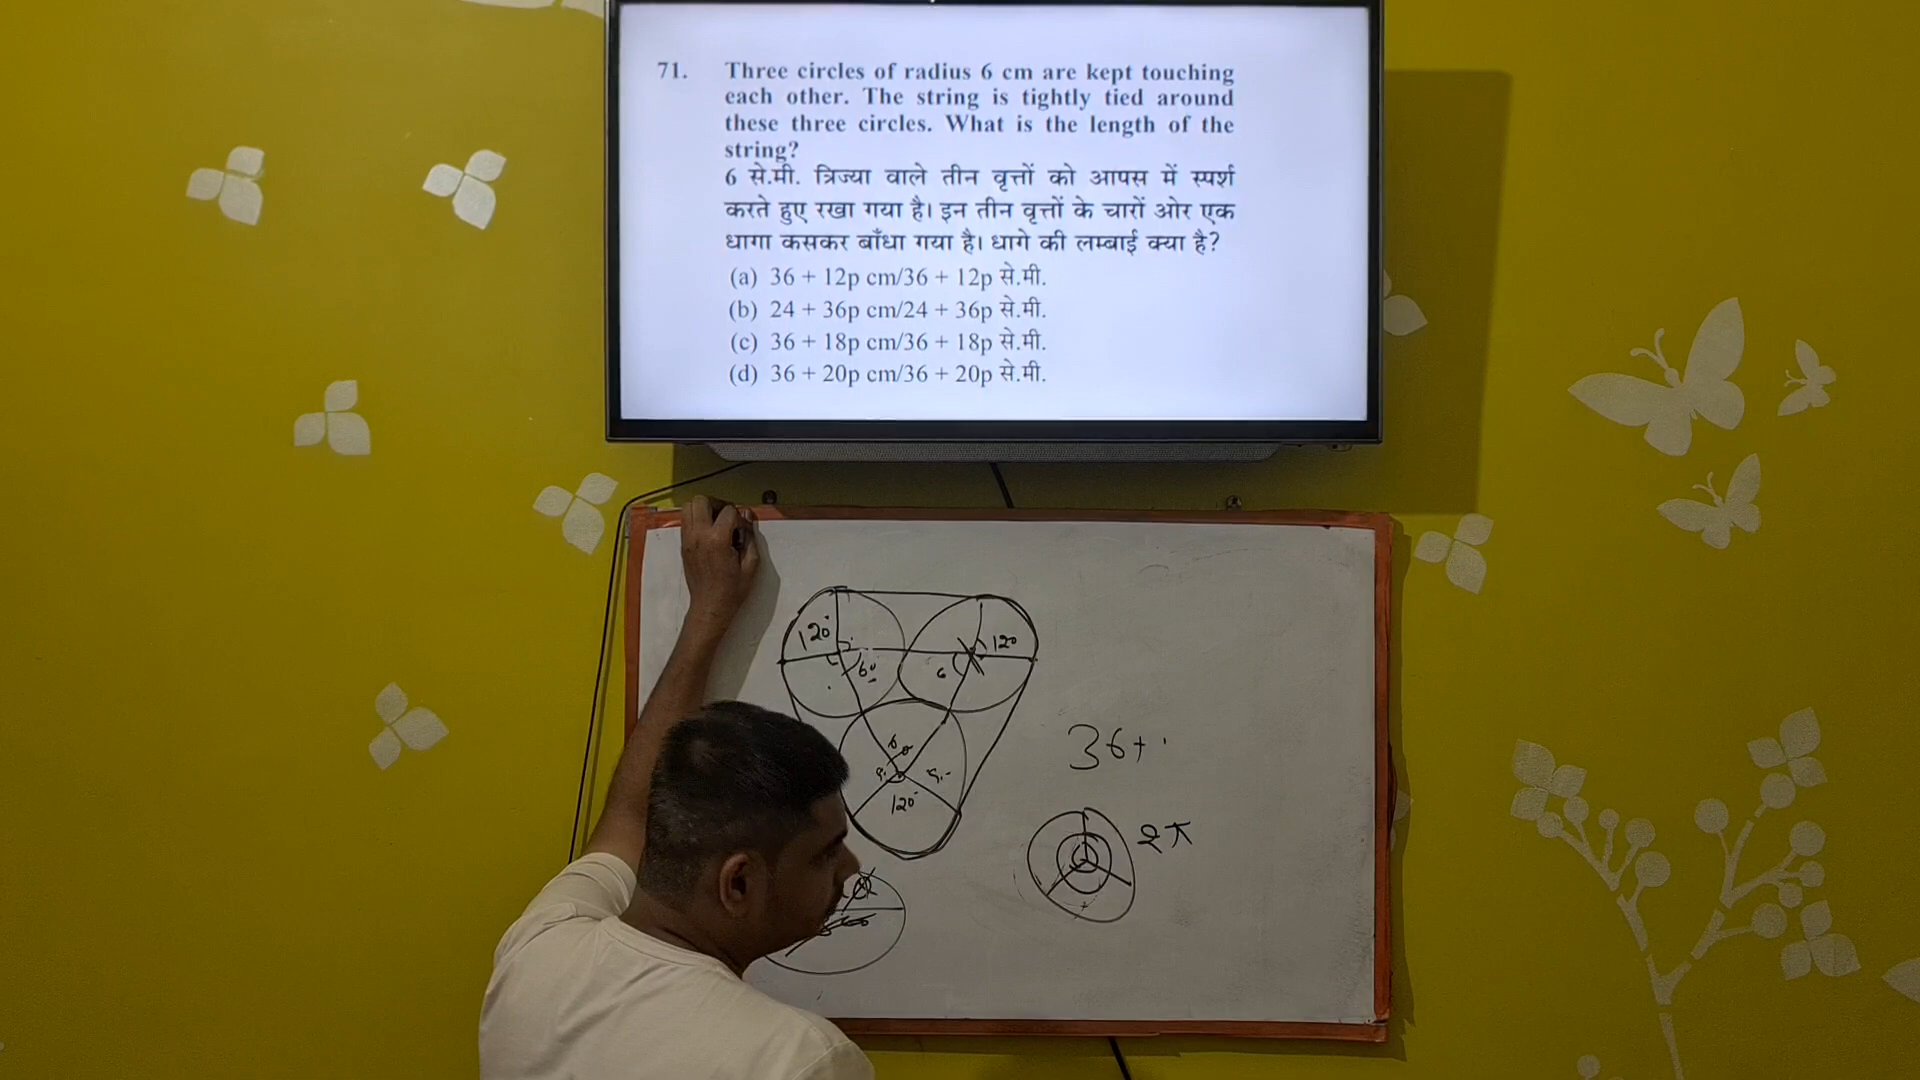 71. Three circles of radius 6 cm are kept touching
each other. The string is tightly tied around
these three circles. What is the length of the
string?
6 से.मी. त्रिज्या वाले तीन वृत्तों को आपस में स्पर्श
करते हुए रखा गया है। इन तीन वृत्तों के चारों ओर एक
धागा कसकर बाँधा गया है। धागे की लम्बाई क्या है?
(a) 36 + 12p cm/36 + 12p से.मी.
(b) 24 + 36p cm/24 + 36p से.मी.
(c) 36 + 18p cm/36 + 18p से.मी.
(d) 36 + 20p cm/36 + 20p से.मी.
120°
120
60
6
60
120°
36+
2π